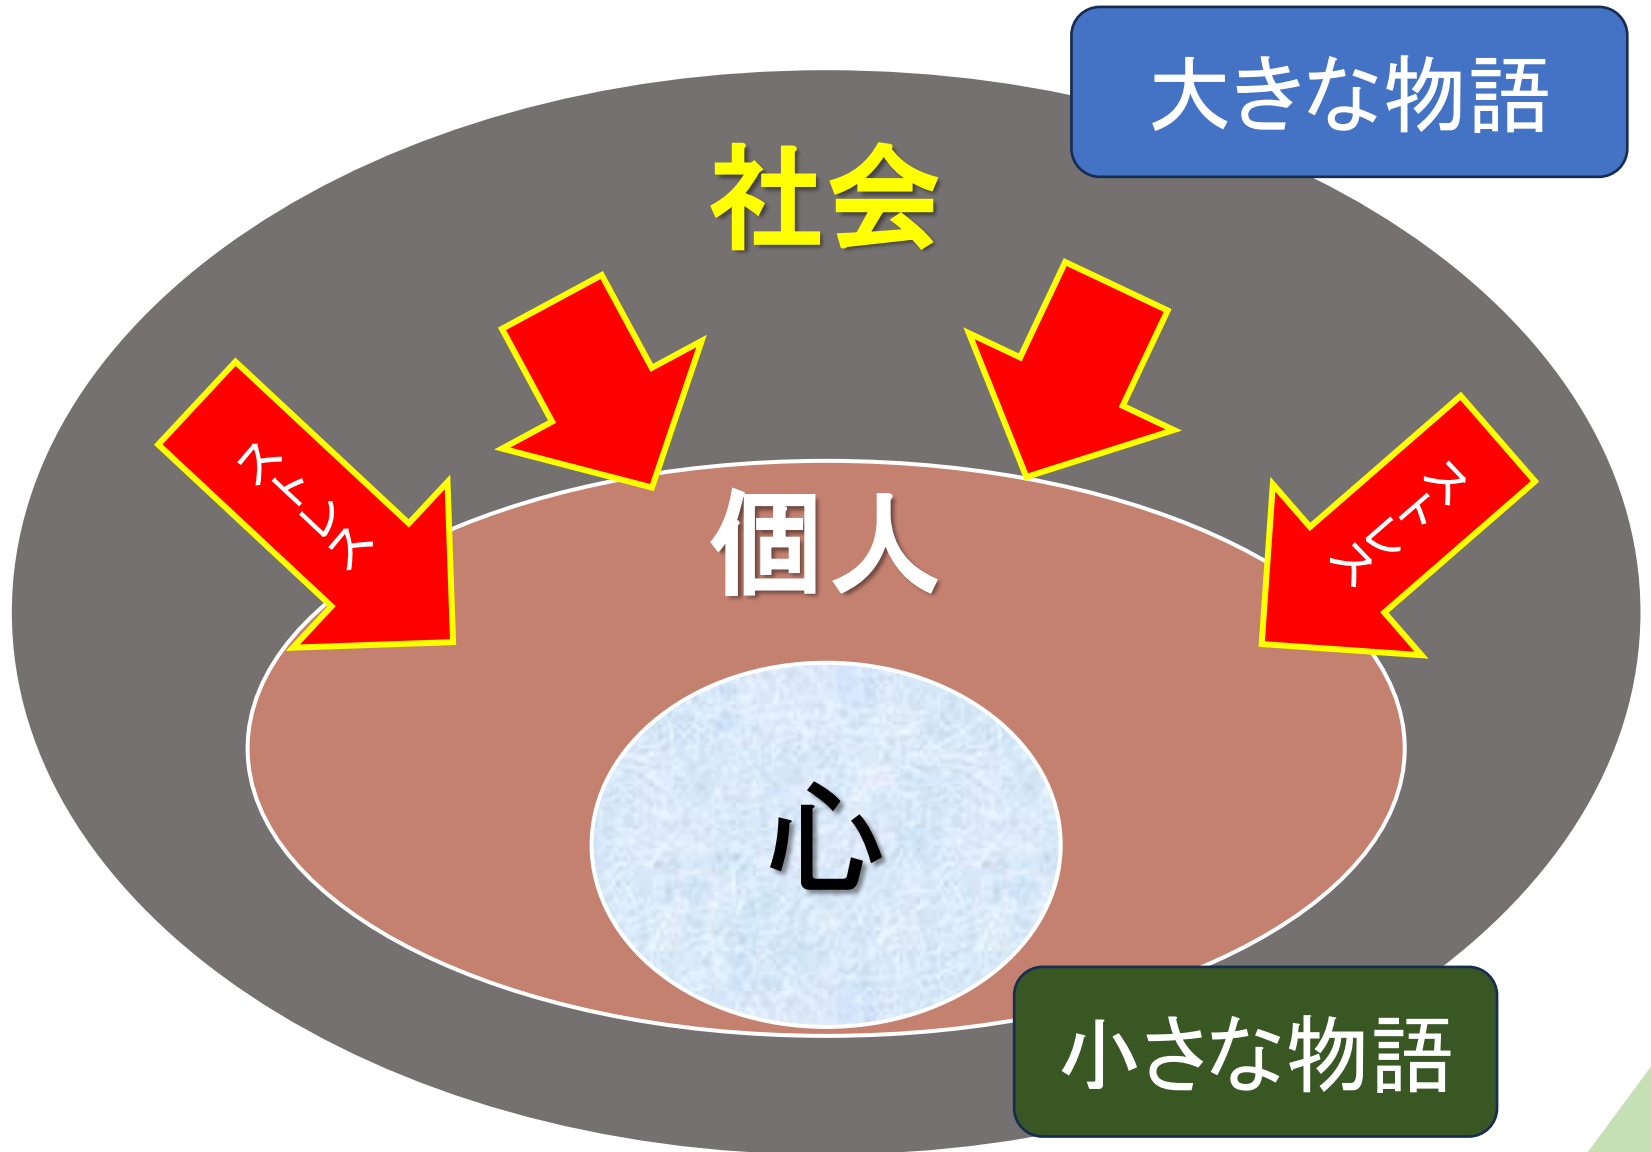 大きな物語
社会
ストレス
ストレス
個人
心
小さな物語